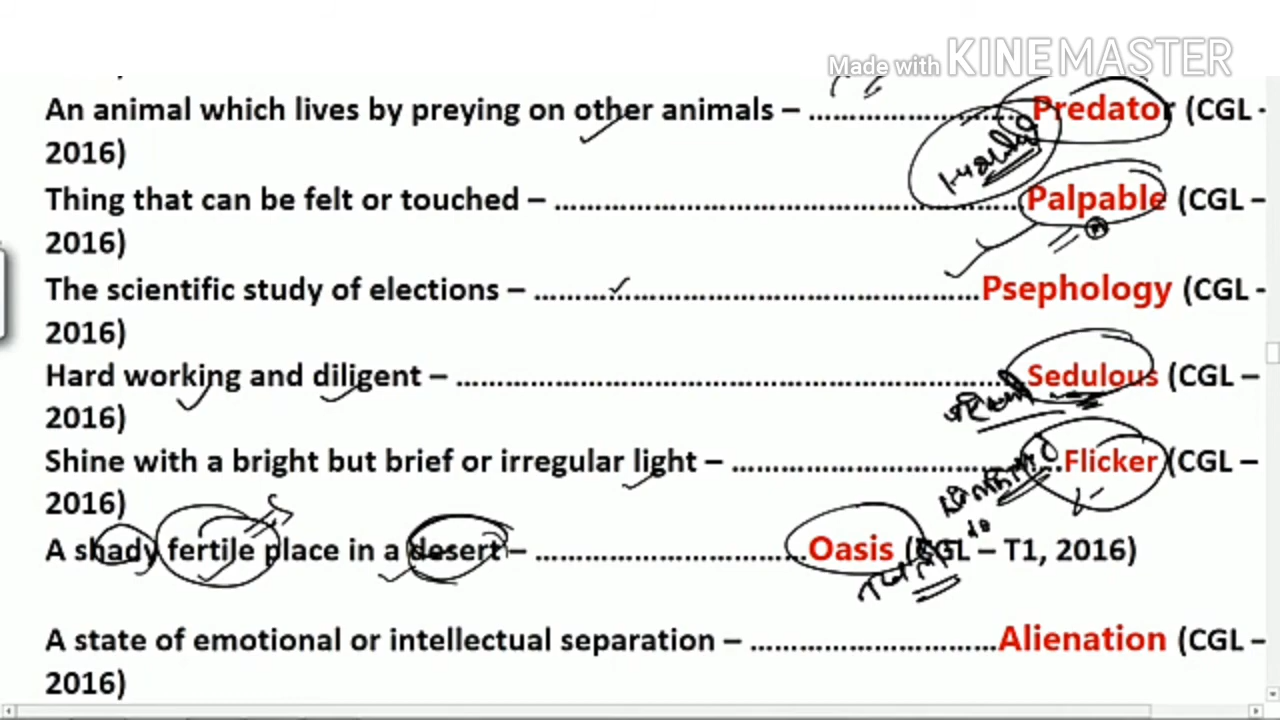 Made with KINEMASTER
An animal which lives by preying on other animals – ........................Predator (CGL -
2016)
Thing that can be felt or touched – ..................................................Palpable (CGL –
2016)
The scientific study of elections – ................................................Psephology (CGL -
2016)
Hard working and diligent – ..........................................................Sedulous (CGL –
2016)
Shine with a bright but brief or irregular light – ...................................Flicker (CGL –
2016)
A shady fertile place in a desert – .............................Oasis (CGL – T1, 2016)
A state of emotional or intellectual separation – ...........................Alienation (CGL –
2016)